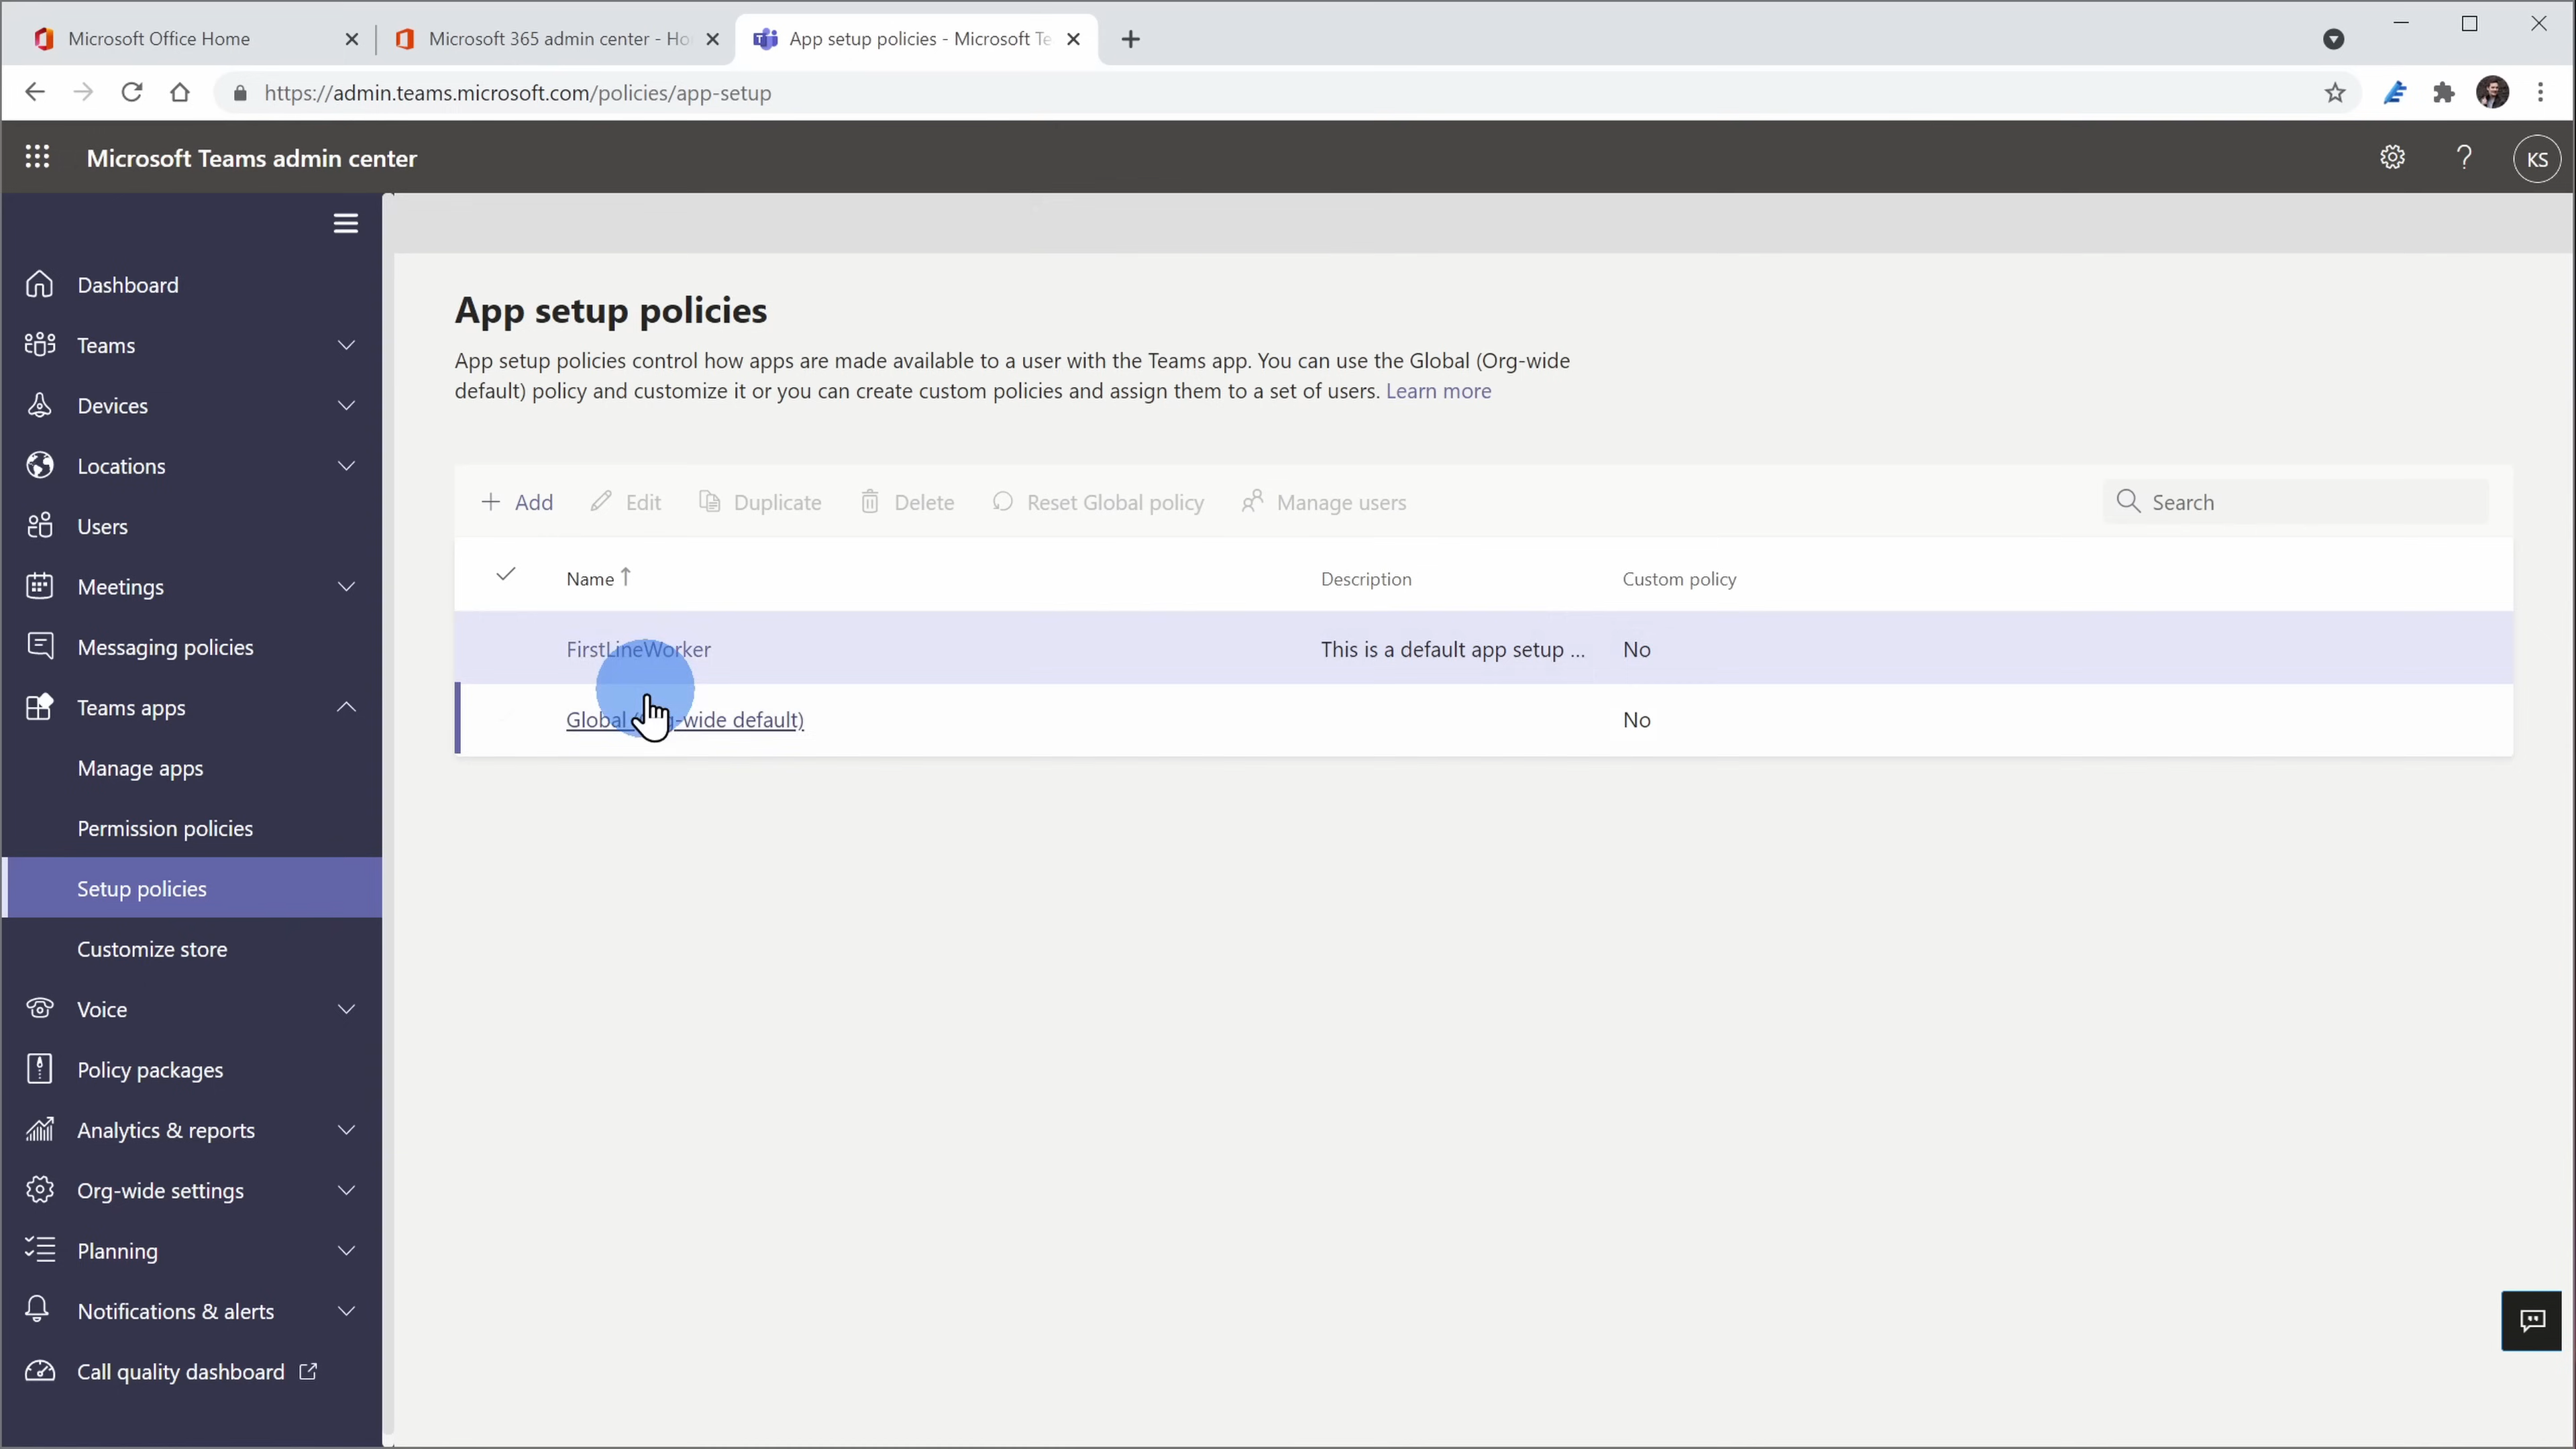 Microsoft Office Home
Microsoft 365 admin center - Ho
App setup policies - Microsoft Te
https://admin.teams.microsoft.com/policies/app-setup
Microsoft Teams admin center
KS
Dashboard
Teams
Devices
Locations
Users
Meetings
Messaging policies
Teams apps
Manage apps
Permission policies
Setup policies
Customize store
Voice
Policy packages
Analytics & reports
Org-wide settings
Planning
Notifications & alerts
Call quality dashboard
App setup policies
App setup policies control how apps are made available to a user with the Teams app. You can use the Global (Org-wide
default) policy and customize it or you can create custom policies and assign them to a set of users. Learn more
Add Edit Duplicate Delete Reset Global policy Manage users Search
Name Description Custom policy
FirstLineWorker This is a default app setup ... No
Global (Org-wide default) No